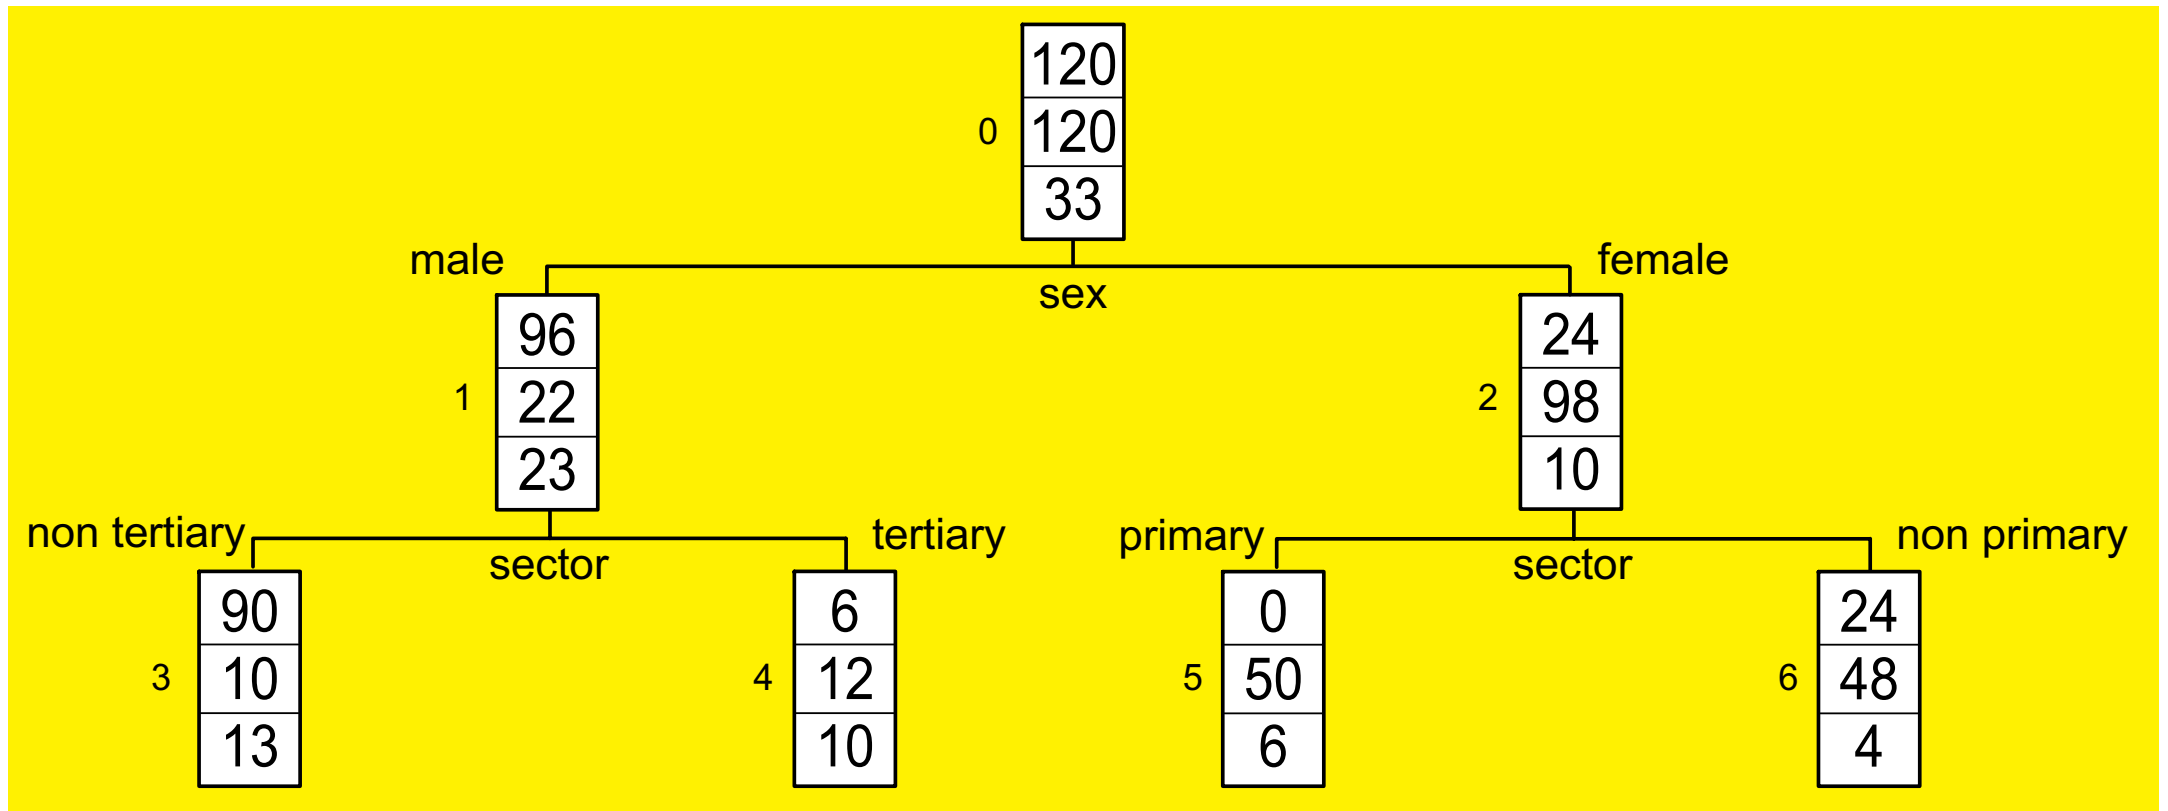 120
0 120
33
male female
sex
96 24
1 22 2 98
23 10
non tertiary tertiary primary non primary
sector sector
90 6 0 24
3 10 4 12 5 50 6 48
13 10 6 4